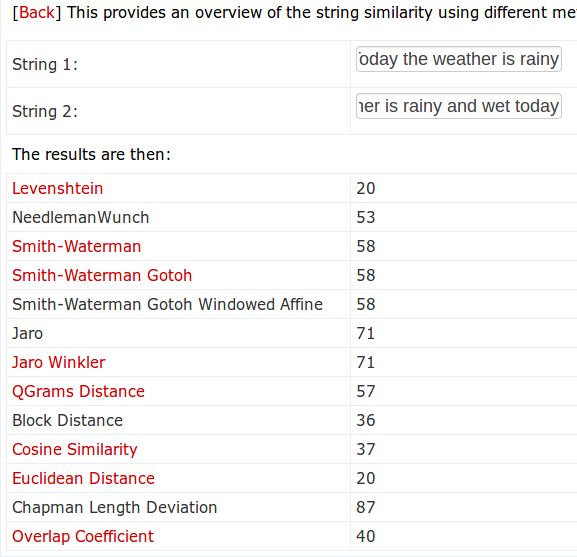 [Back] This provides an overview of the string similarity using different
String 1: oday the weather is rainy
String 2: is rainy and wet today
The results are then:
Levenshtein 20
NeedlemanWunch 53
Smith-Waterman 58
Smith-Waterman Gotoh 58
Smith-Waterman Gotoh Windowed Affine 58
Jaro 71
Jaro Winkler 71
QGrams Distance 57
Block Distance 36
Cosine Similarity 37
Euclidean Distance 20
Chapman Length Deviation 87
Overlap Coefficient 40